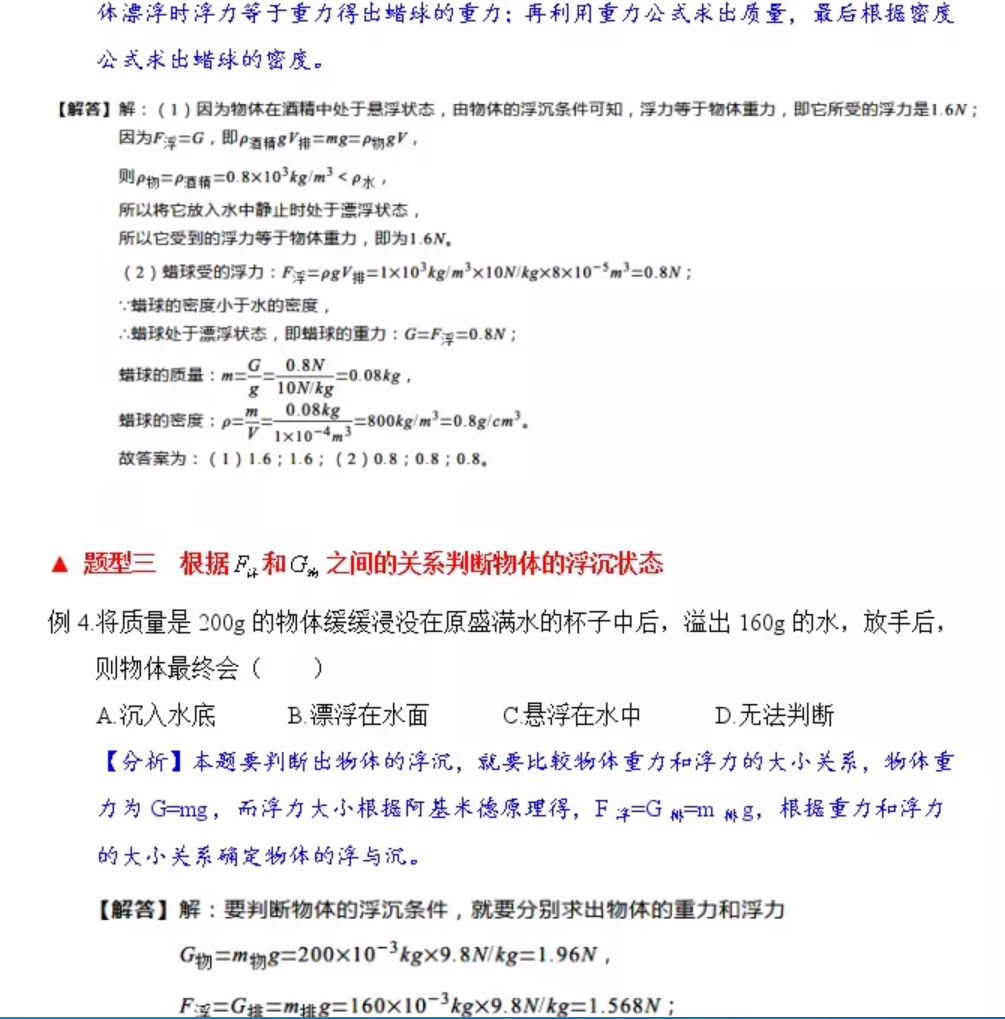 体漂浮时浮力等于重力得出蜡球的重力；再利用重力公式求出质量，最后根据密度
公式求出蜡球的密度。
【解答】解：（1）因为物体在酒精中处于悬浮状态，由物体的浮沉条件可知，浮力等于物体重力，即它所受的浮力是1.6N；
因为F浮=G，即ρ酒精gV排=mg=ρ物gV，
则ρ物=ρ酒精=0.8×10³kg/m³＜ρ水，
所以将它放入水中静止时处于漂浮状态，
所以它受到的浮力等于物体重力，即为1.6N。
（2）蜡球受的浮力：F浮=ρgV排=1×10³kg/m³×10N/kg×8×10⁻⁵m³=0.8N；
∵蜡球的密度小于水的密度，
∴蜡球处于漂浮状态，即蜡球的重力：G=F浮=0.8N；
蜡球的质量：m=G/g=0.8N/10N/kg=0.08kg，
蜡球的密度：ρ=m/V=0.08kg/1×10⁻⁴m³=800kg/m³=0.8g/cm³。
故答案为：（1）1.6；1.6；（2）0.8；0.8；0.8。
▲ 题型三 根据F浮和G物之间的关系判断物体的浮沉状态
例 4.将质量是 200g 的物体缓缓浸没在原盛满水的杯子中后，溢出 160g 的水，放手后，
则物体最终会（　　）
A.沉入水底 B.漂浮在水面 C.悬浮在水中 D.无法判断
【分析】本题要判断出物体的浮沉，就要比较物体重力和浮力的大小关系，物体重
力为 G=mg，而浮力大小根据阿基米德原理得，F 浮=G 排=m 排 g，根据重力和浮力
的大小关系确定物体的浮与沉。
【解答】解：要判断物体的浮沉条件，就要分别求出物体的重力和浮力
G物=m物g=200×10⁻³kg×9.8N/kg=1.96N，
F浮=G排=m排g=160×10⁻³kg×9.8N/kg=1.568N；